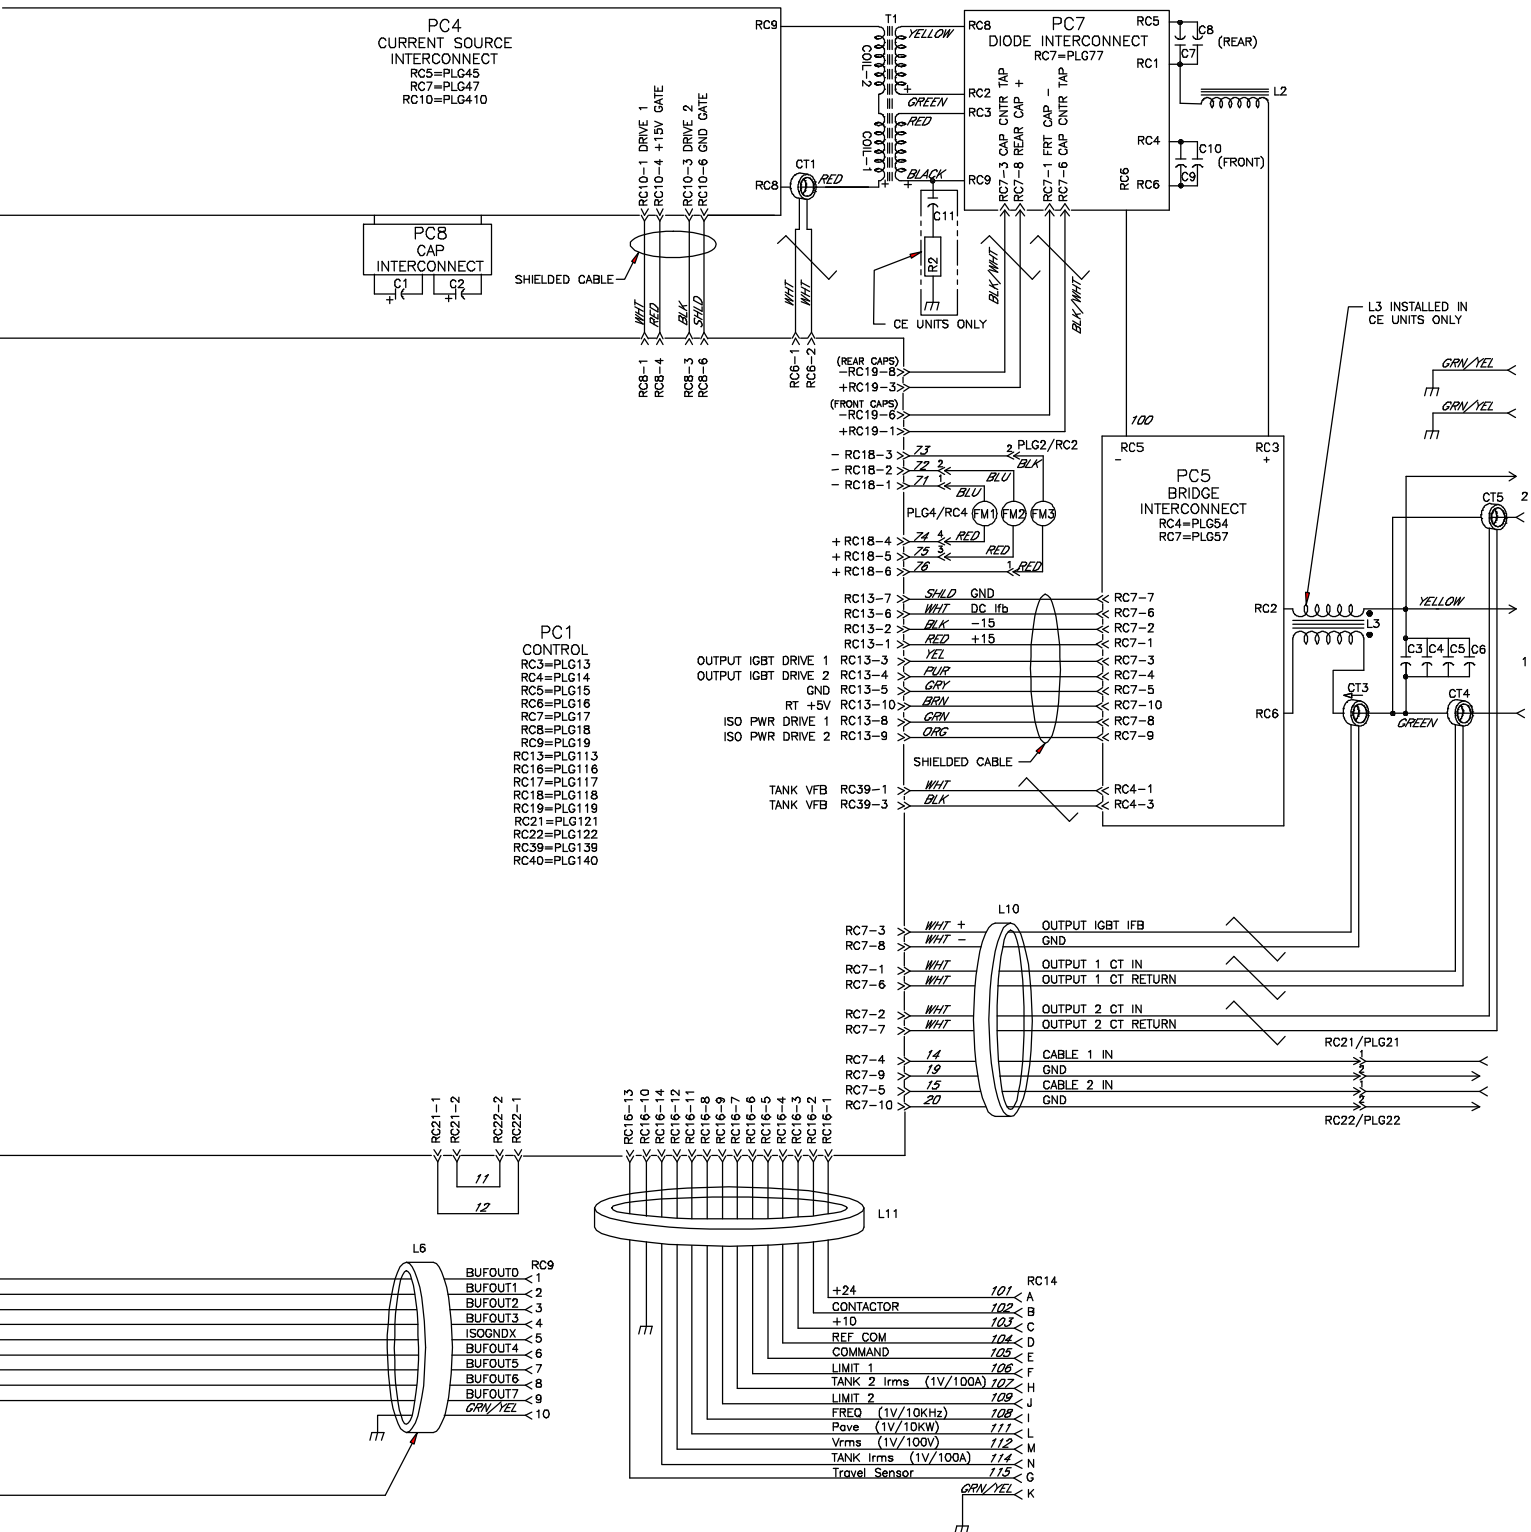 PC4
CURRENT SOURCE
INTERCONNECT
RC5=PLG45
RC7=PLG47
RC10=PLG410
RC9
RC8
RC10-1 DRIVE 1
RC10-4 +15V GATE
RC10-3 DRIVE 2
RC10-6 GND GATE
CT1
RED
T1
COIL-2
COIL-1
+
+
YELLOW
GREEN
RED
BLACK
PC7
DIODE INTERCONNECT
RC7=PLG77
RC8
RC2
RC3
RC9
RC5
RC1
RC4
RC6
RC6
RC7-3 CAP CNTR TAP
RC7-8 REAR CAP +
RC7-1 FRT CAP -
RC7-6 CAP CNTR TAP
C8
C7
(REAR)
L2
C10
C9
(FRONT)
C11
R2
CE UNITS ONLY
PC8
CAP
INTERCONNECT
C1
+
C2
+
SHIELDED CABLE
WHT
RED
BLK
SHLD
WHT
WHT
BLK/WHT
BLK/WHT
L3 INSTALLED IN
CE UNITS ONLY
GRN/YEL
GRN/YEL
RC8-1
RC8-4
RC8-3
RC8-6
RC6-1
RC6-2
(REAR CAPS)
-RC19-8
+RC19-3
(FRONT CAPS)
-RC19-6
+RC19-1
100
- RC18-3 73 2 PLG2/RC2
BLK
- RC18-2 72 2 BLU
- RC18-1 71 1 BLU
PLG4/RC4 FM1 FM2 FM3
+ RC18-4 74 4 RED
+ RC18-5 75 3 RED
+ RC18-6 76 1 RED
RC5
-
RC3
+
PC5
BRIDGE
INTERCONNECT
RC4=PLG54
RC7=PLG57
CT5
2
RC13-7 SHLD GND RC7-7
RC13-6 WHT DC Ifb RC7-6
RC13-2 BLK -15 RC7-2
RC13-1 RED +15 RC7-1
OUTPUT IGBT DRIVE 1 RC13-3 YEL RC7-3
OUTPUT IGBT DRIVE 2 RC13-4 PUR RC7-4
GND RC13-5 GRY RC7-5
RT +5V RC13-10 BRN RC7-10
ISO PWR DRIVE 1 RC13-8 GRN RC7-8
ISO PWR DRIVE 2 RC13-9 ORG RC7-9
SHIELDED CABLE
TANK VFB RC39-1 WHT RC4-1
TANK VFB RC39-3 BLK RC4-3
RC2
RC6
L3
YELLOW
C3 C4 C5 C6
1
CT3
CT4
GREEN
PC1
CONTROL
RC3=PLG13
RC4=PLG14
RC5=PLG15
RC6=PLG16
RC7=PLG17
RC8=PLG18
RC9=PLG19
RC13=PLG113
RC16=PLG116
RC17=PLG117
RC18=PLG118
RC19=PLG119
RC21=PLG121
RC22=PLG122
RC39=PLG139
RC40=PLG140
L10
RC7-3 WHT + OUTPUT IGBT IFB
RC7-8 WHT - GND
RC7-1 WHT OUTPUT 1 CT IN
RC7-6 WHT OUTPUT 1 CT RETURN
RC7-2 WHT OUTPUT 2 CT IN
RC7-7 WHT OUTPUT 2 CT RETURN
RC21/PLG21
RC7-4 14 CABLE 1 IN 1
RC7-9 19 GND 2
RC7-5 15 CABLE 2 IN 1
RC7-10 20 GND 2
RC22/PLG22
RC21-1
RC21-2
RC22-2
RC22-1
11
12
RC16-13
RC16-10
RC16-14
RC16-12
RC16-11
RC16-8
RC16-9
RC16-7
RC16-6
RC16-5
RC16-4
RC16-3
RC16-2
RC16-1
L11
L6
RC9
BUFOUT0 1
BUFOUT1 2
BUFOUT2 3
BUFOUT3 4
ISOGNDX 5
BUFOUT4 6
BUFOUT5 7
BUFOUT6 8
BUFOUT7 9
GRN/YEL 10
RC14
+24 101 A
CONTACTOR 102 B
+10 103 C
REF COM 104 D
COMMAND 105 E
LIMIT 1 106 F
TANK 2 Irms (1V/100A) 107 H
LIMIT 2 109 J
FREQ (1V/10KHz) 108 I
Pave (1V/10KW) 111 L
Vrms (1V/100V) 112 M
TANK Irms (1V/100A) 114 N
Travel Sensor 115 G
GRN/YEL K